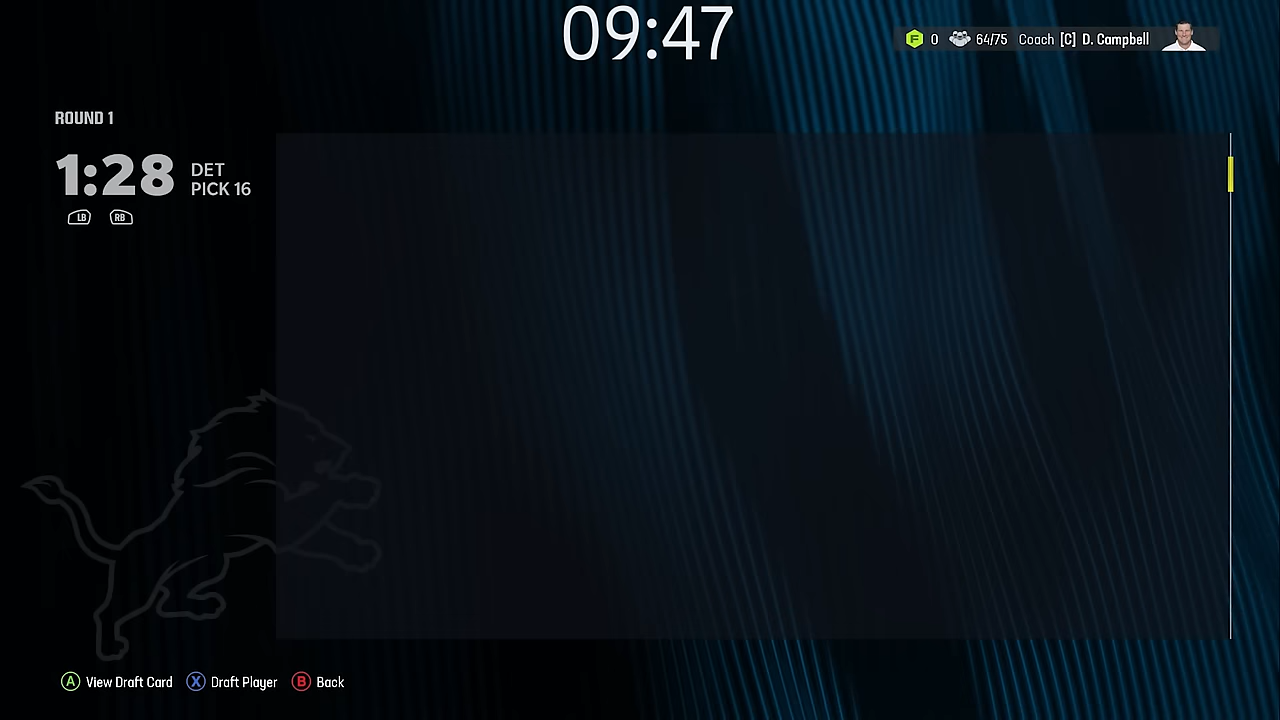 09:47
F 0 64/75 Coach [C] D. Campbell
ROUND 1
1:28 DET
PICK 16
LB RB
A View Draft Card X Draft Player B Back